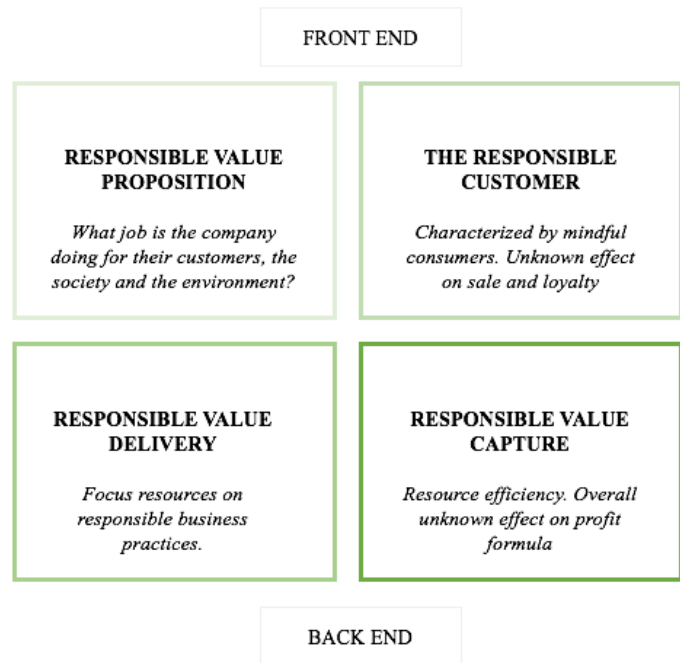 FRONT END
RESPONSIBLE VALUE
PROPOSITION
What job is the company
doing for their customers, the
society and the environment?
THE RESPONSIBLE
CUSTOMER
Characterized by mindful
consumers. Unknown effect
on sale and loyalty
RESPONSIBLE VALUE
DELIVERY
Focus resources on
responsible business
practices.
RESPONSIBLE VALUE
CAPTURE
Resource efficiency. Overall
unknown effect on profit
formula
BACK END